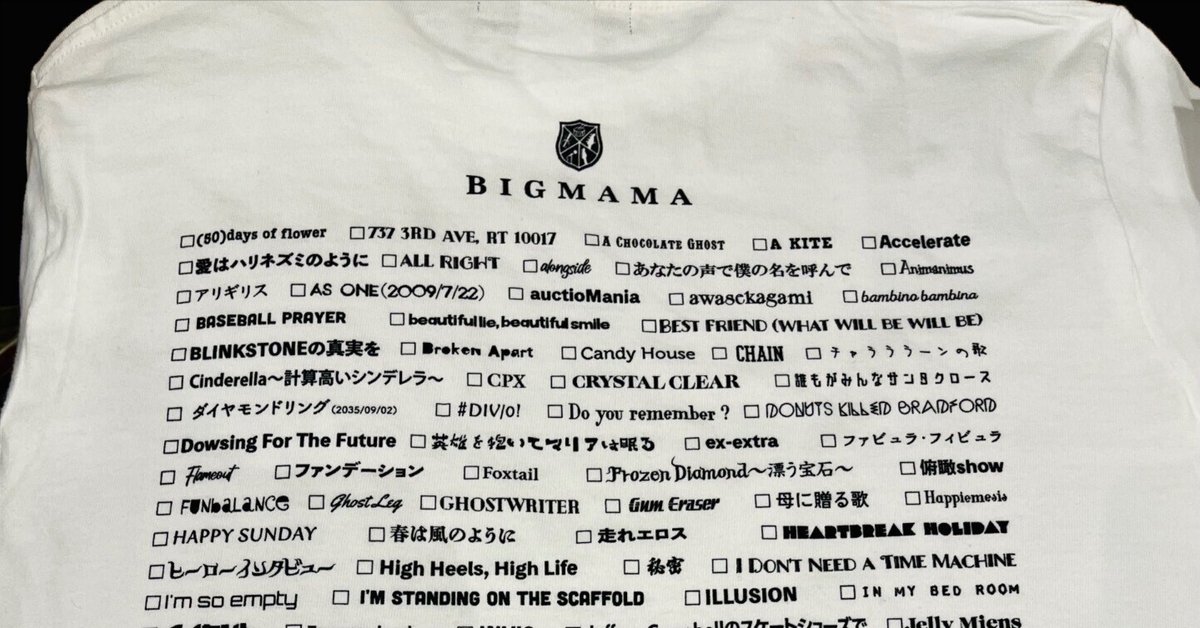 BIGMAMA
□(50)days of flower □737 3RD AVE, RT 10017 □A CHOCOLATE GHOST □A KITE □Accelerate
□愛はハリネズミのように □ALL RIGHT □alongside □あなたの声で僕の名を呼んで □Animanimus
□アリギリス □AS ONE(2009/7/22) □auctioMania □awasekagami □bambino bambina
□BASEBALL PRAYER □beautiful lie, beautiful smile □BEST FRIEND (WHAT WILL BE WILL BE)
□BLINKSTONEの真実を □Broken Apart □Candy House □CHAIN □チャララーンの歌
□Cinderella〜計算高いシンデレラ〜 □CPX □CRYSTAL CLEAR □誰もがみんなサンタクロース
□ダイヤモンドリング(2035/09/02) □#DIV/0! □Do you remember? □DONUTS KILLED BRADFORD
□Dowsing For The Future □英雄を抱いてマリアは眠る □ex-extra □ファビュラ・フィビュラ
□Flameout □ファンデーション □Foxtail □Frozen Diamond〜漂う宝石〜 □俯瞰show
□FUNbaLaNCe □Ghost Leg □GHOSTWRITER □Gum Eraser □母に贈る歌 □Happiemesis
□HAPPY SUNDAY □春は風のように □走れエロス □HEARTBREAK HOLIDAY
□ヒーローインタビュー □High Heels, High Life □秘密 □I DON'T NEED A TIME MACHINE
□I'm so empty □I'M STANDING ON THE SCAFFOLD □ILLUSION □IN MY BED ROOM
のスケートシューズで □Jelly Miens